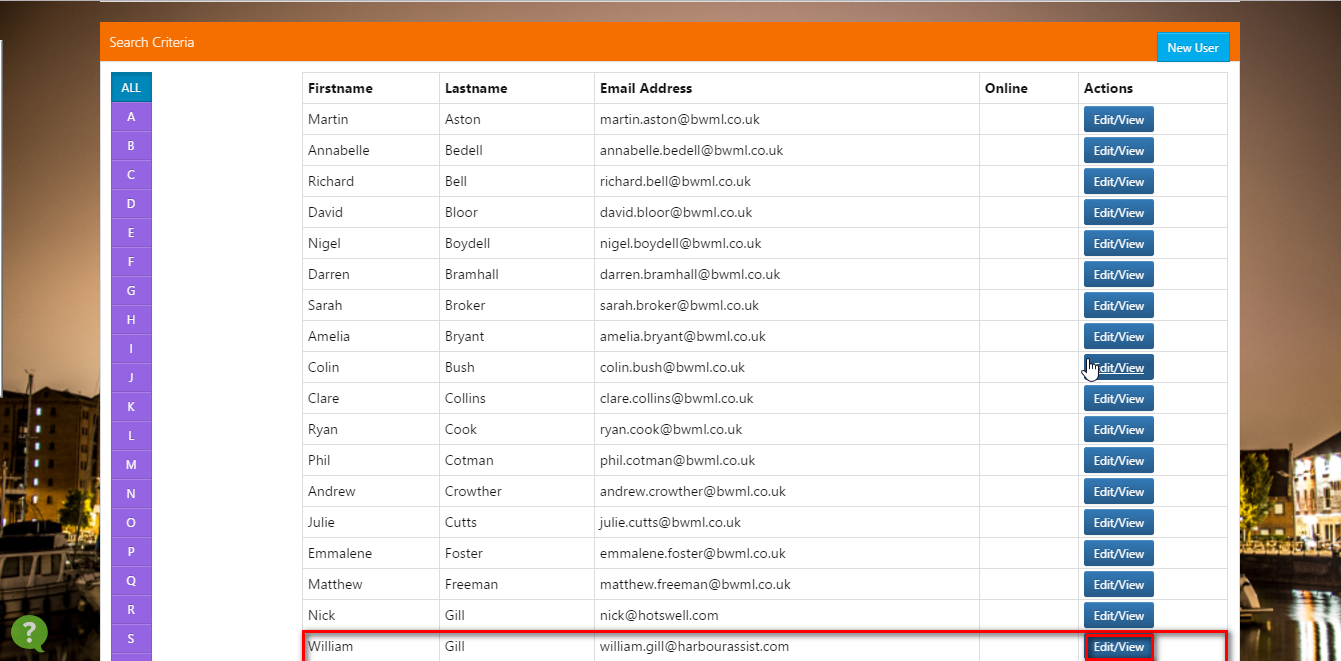 Search Criteria
New User
ALL
A
B
C
D
E
F
G
H
I
J
K
L
M
N
O
P
Q
R
S
Firstname Lastname Email Address Online Actions
Martin Aston martin.aston@bwml.co.uk Edit/View
Annabelle Bedell annabelle.bedell@bwml.co.uk Edit/View
Richard Bell richard.bell@bwml.co.uk Edit/View
David Bloor david.bloor@bwml.co.uk Edit/View
Nigel Boydell nigel.boydell@bwml.co.uk Edit/View
Darren Bramhall darren.bramhall@bwml.co.uk Edit/View
Sarah Broker sarah.broker@bwml.co.uk Edit/View
Amelia Bryant amelia.bryant@bwml.co.uk Edit/View
Colin Bush colin.bush@bwml.co.uk Edit/View
Clare Collins clare.collins@bwml.co.uk Edit/View
Ryan Cook ryan.cook@bwml.co.uk Edit/View
Phil Cotman phil.cotman@bwml.co.uk Edit/View
Andrew Crowther andrew.crowther@bwml.co.uk Edit/View
Julie Cutts julie.cutts@bwml.co.uk Edit/View
Emmalene Foster emmalene.foster@bwml.co.uk Edit/View
Matthew Freeman matthew.freeman@bwml.co.uk Edit/View
Nick Gill nick@hotswell.com Edit/View
William Gill william.gill@harbourassist.com Edit/View
?